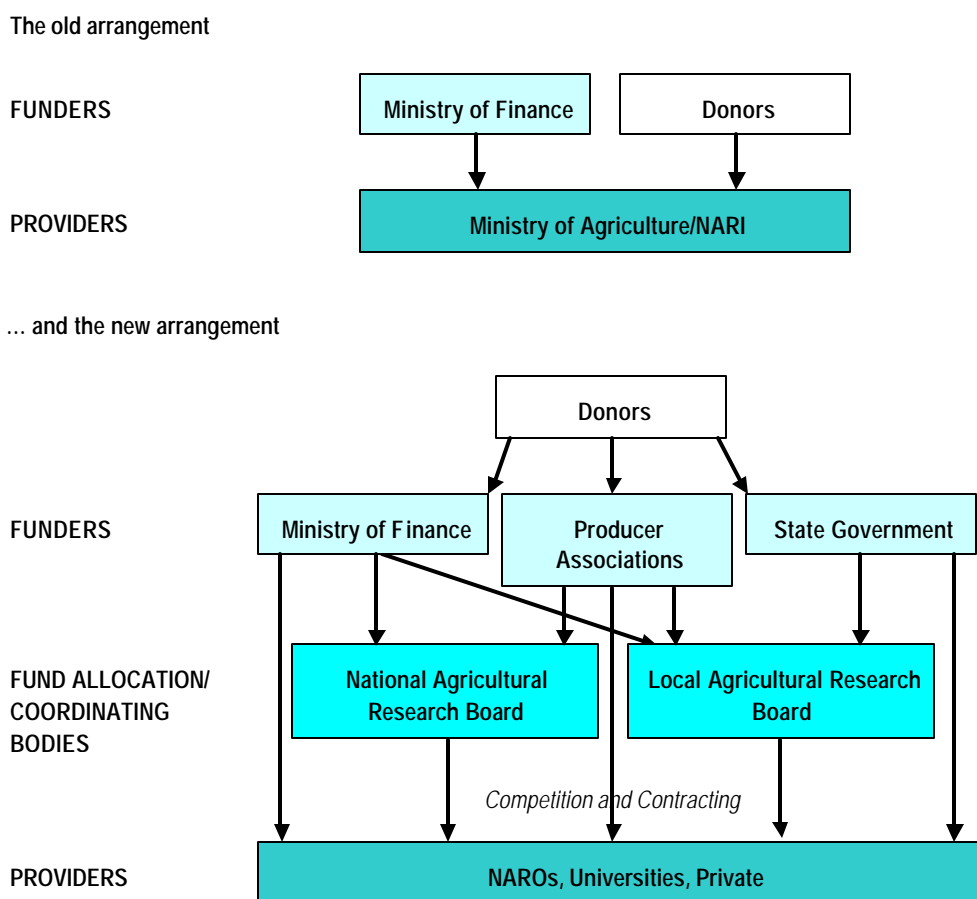 The old arrangement
FUNDERS
Ministry of Finance
Donors
PROVIDERS
Ministry of Agriculture/NARI
... and the new arrangement
Donors
FUNDERS
Ministry of Finance
Producer
Associations
State Government
FUND ALLOCATION/
COORDINATING
BODIES
National Agricultural
Research Board
Local Agricultural Research
Board
Competition and Contracting
PROVIDERS
NAROs, Universities, Private